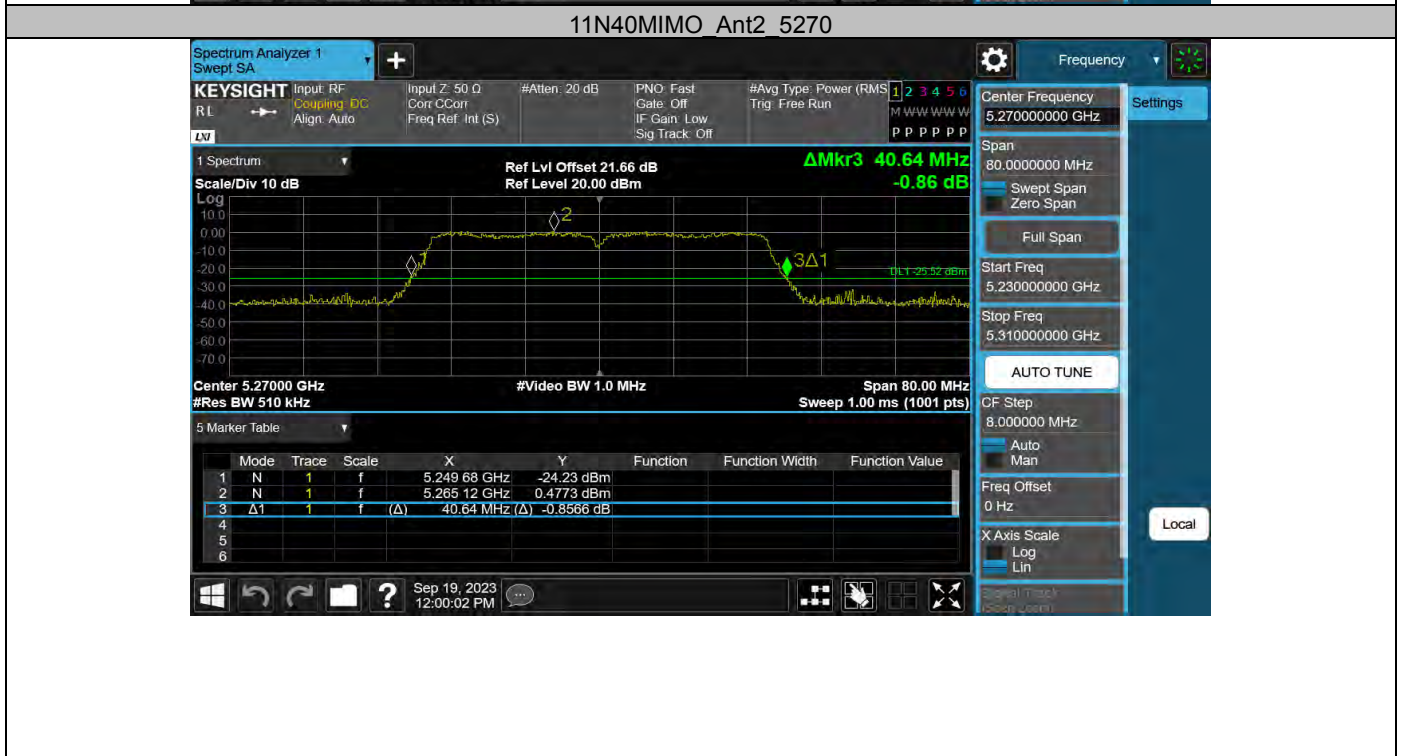 11N40MIMO_Ant2_5270
Spectrum Analyzer 1
Swept SA
Frequency
KEYSIGHT
RL
LXI
Input: RF
Coupling: DC
Align: Auto
Input Z: 50 Ω
Corr CCorr
Freq Ref: Int (S)
#Atten: 20 dB
PNO: Fast
Gate: Off
IF Gain: Low
Sig Track: Off
#Avg Type: Power (RMS
Trig: Free Run
1 2 3 4 5 6
M W W W W W
P P P P P P
1 Spectrum
Scale/Div 10 dB
Ref Lvl Offset 21.66 dB
Ref Level 20.00 dBm
ΔMkr3 40.64 MHz
-0.86 dB
Log
10.0
0.00
-10.0
-20.0
-30.0
-40.0
-50.0
-60.0
-70.0
2
1
3Δ1
DL1 -25.52 dBm
Center 5.27000 GHz
#Video BW 1.0 MHz
Span 80.00 MHz
#Res BW 510 kHz
Sweep 1.00 ms (1001 pts)
5 Marker Table
Mode Trace Scale X Y Function Function Width Function Value
1 N 1 f 5.249 68 GHz -24.23 dBm
2 N 1 f 5.265 12 GHz 0.4773 dBm
3 Δ1 1 f (Δ) 40.64 MHz (Δ) -0.8566 dB
4
5
6
Center Frequency
5.270000000 GHz
Settings
Span
80.0000000 MHz
Swept Span
Zero Span
Full Span
Start Freq
5.230000000 GHz
Stop Freq
5.310000000 GHz
AUTO TUNE
CF Step
8.000000 MHz
Auto
Man
Freq Offset
0 Hz
X Axis Scale
Log
Lin
Signal Track
(Span Zoom)
Local
Sep 19, 2023
12:00:02 PM